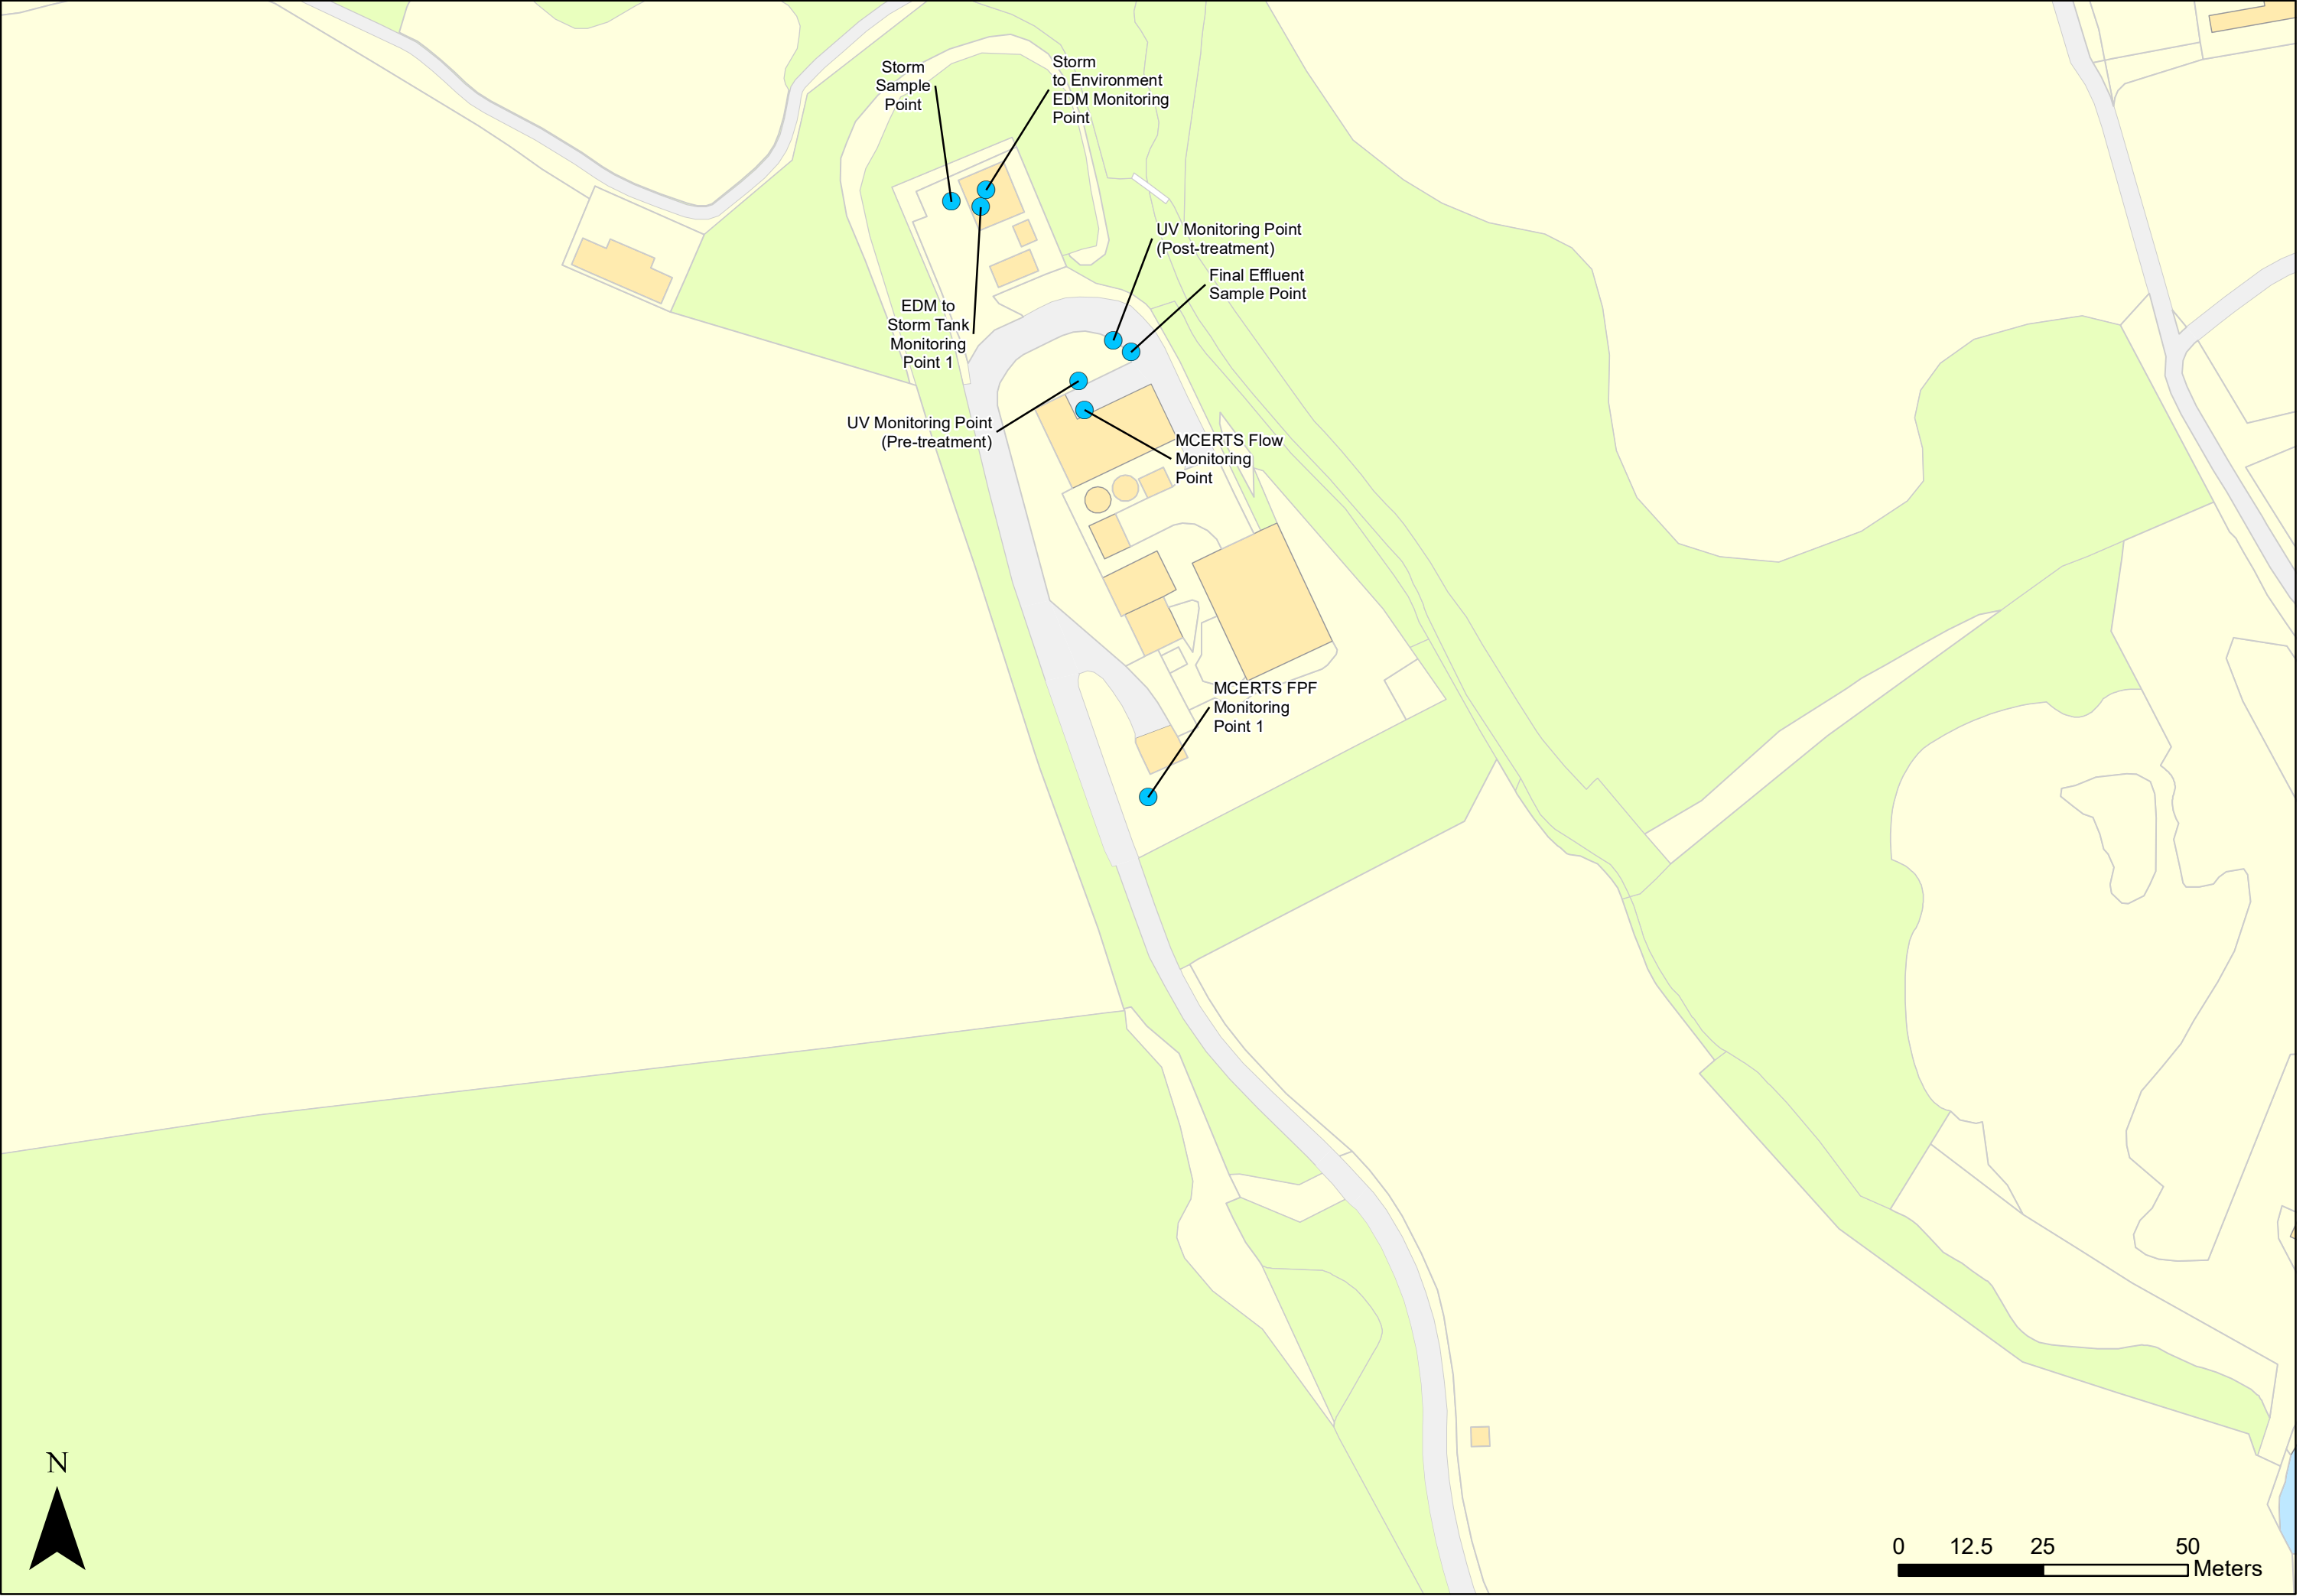 Storm
Sample
Point
Storm
to Environment
EDM Monitoring
Point
UV Monitoring Point
(Post-treatment)
Final Effluent
Sample Point
EDM to
Storm Tank
Monitoring
Point 1
UV Monitoring Point
(Pre-treatment)
MCERTS Flow
Monitoring
Point
MCERTS FPF
Monitoring
Point 1
N
0 12.5 25 50
Meters